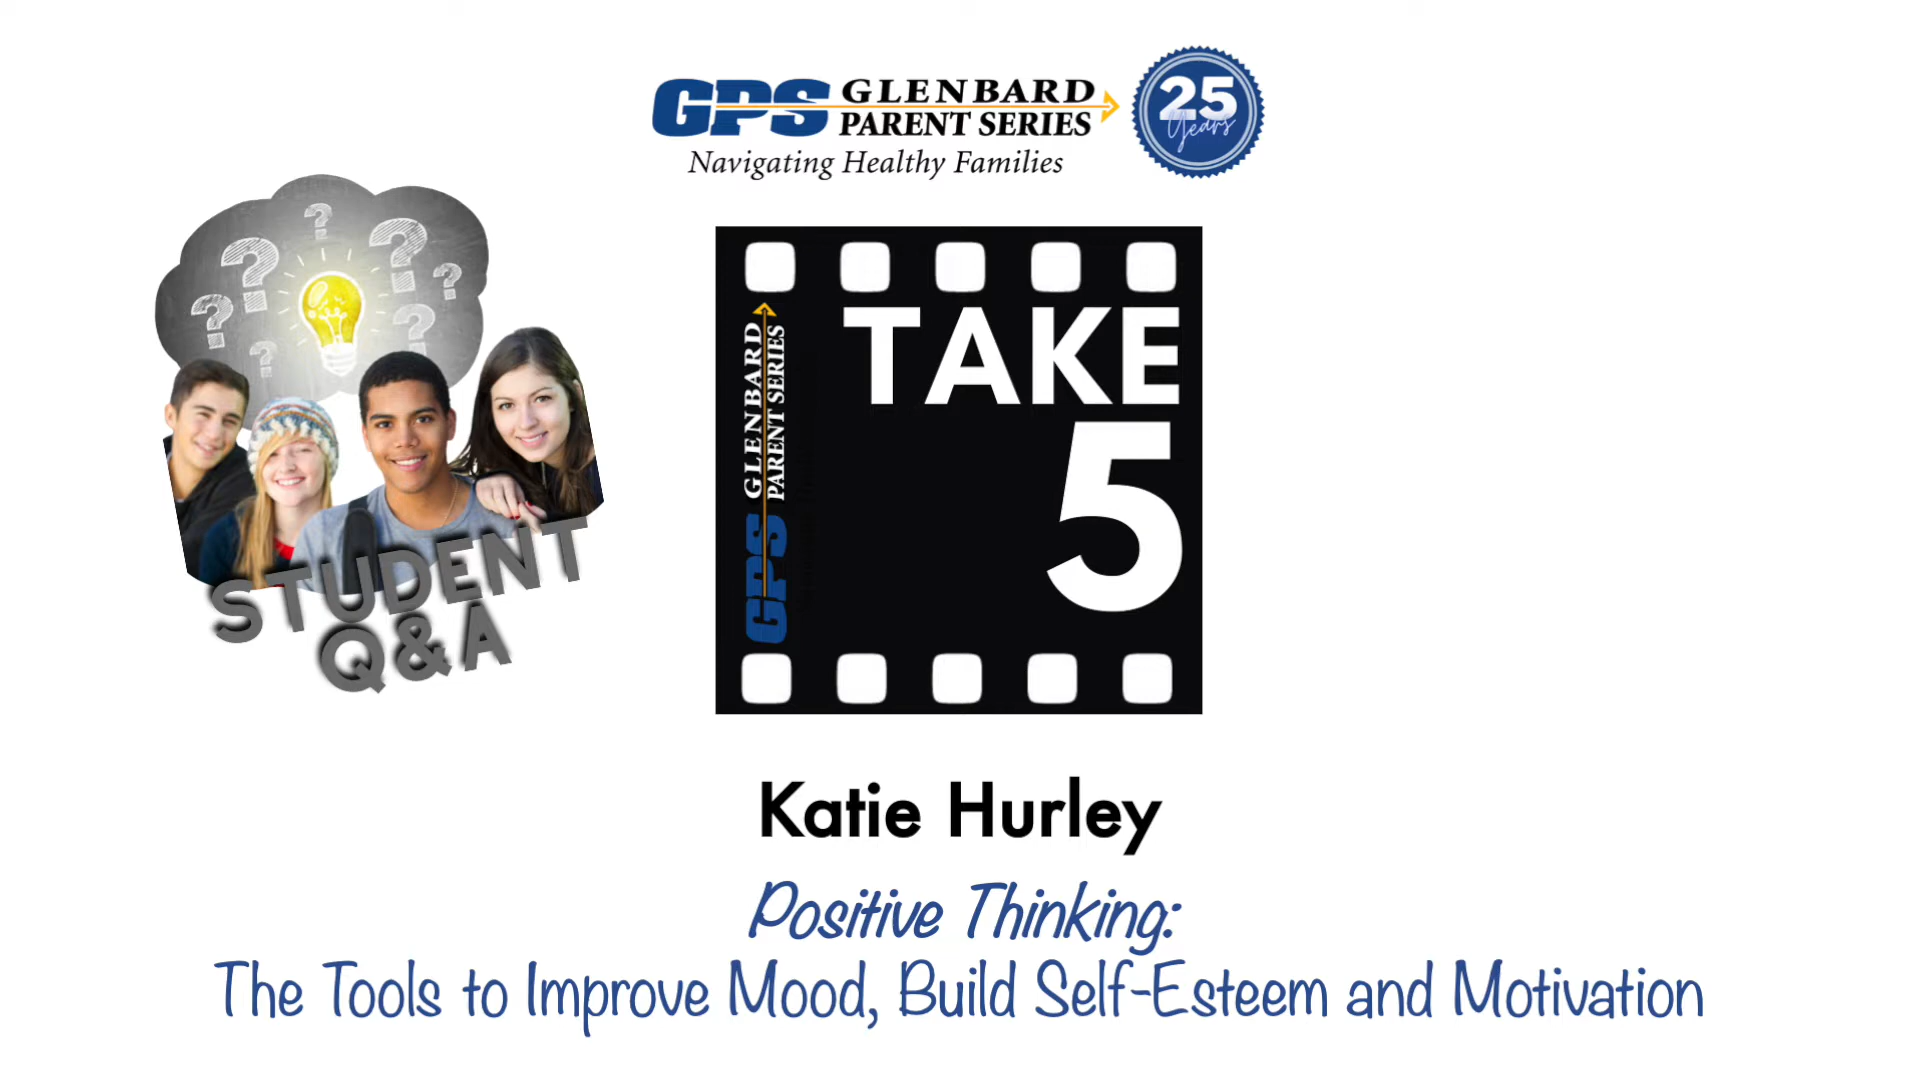 GPS GLENBARD
PARENT SERIES
Navigating Healthy Families
25
Years
? ? ? ? ? ? ?
STUDENT
Q&A
GPS GLENBARD
PARENT SERIES
TAKE
5
Katie Hurley
Positive Thinking:
The Tools to Improve Mood, Build Self-Esteem and Motivation